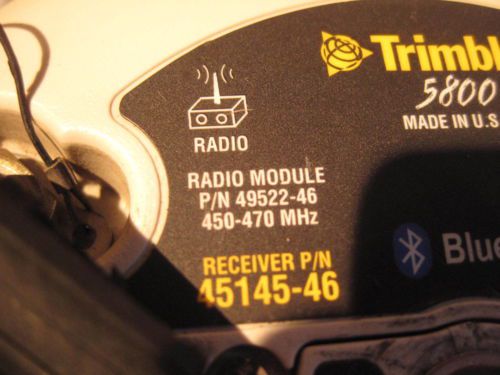 Trimbl
5800
MADE IN U.S
RADIO
RADIO MODULE
P/N 49522-46
450-470 MHz
Blue
RECEIVER P/N
45145-46